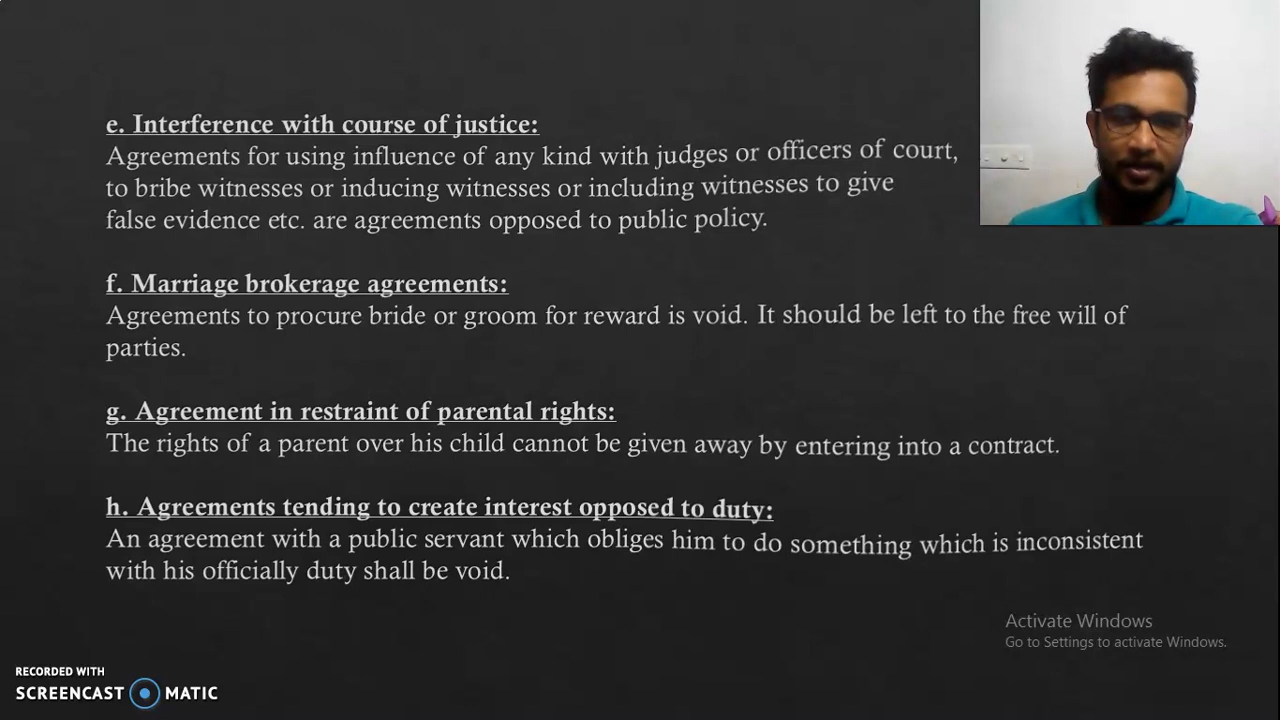 e. Interference with course of justice:
Agreements for using influence of any kind with judges or officers of court,
to bribe witnesses or inducing witnesses or including witnesses to give
false evidence etc. are agreements opposed to public policy.
f. Marriage brokerage agreements:
Agreements to procure bride or groom for reward is void. It should be left to the free will of
parties.
g. Agreement in restraint of parental rights:
The rights of a parent over his child cannot be given away by entering into a contract.
h. Agreements tending to create interest opposed to duty:
An agreement with a public servant which obliges him to do something which is inconsistent
with his officially duty shall be void.
Activate Windows
Go to Settings to activate Windows.
RECORDED WITH
SCREENCAST MATIC